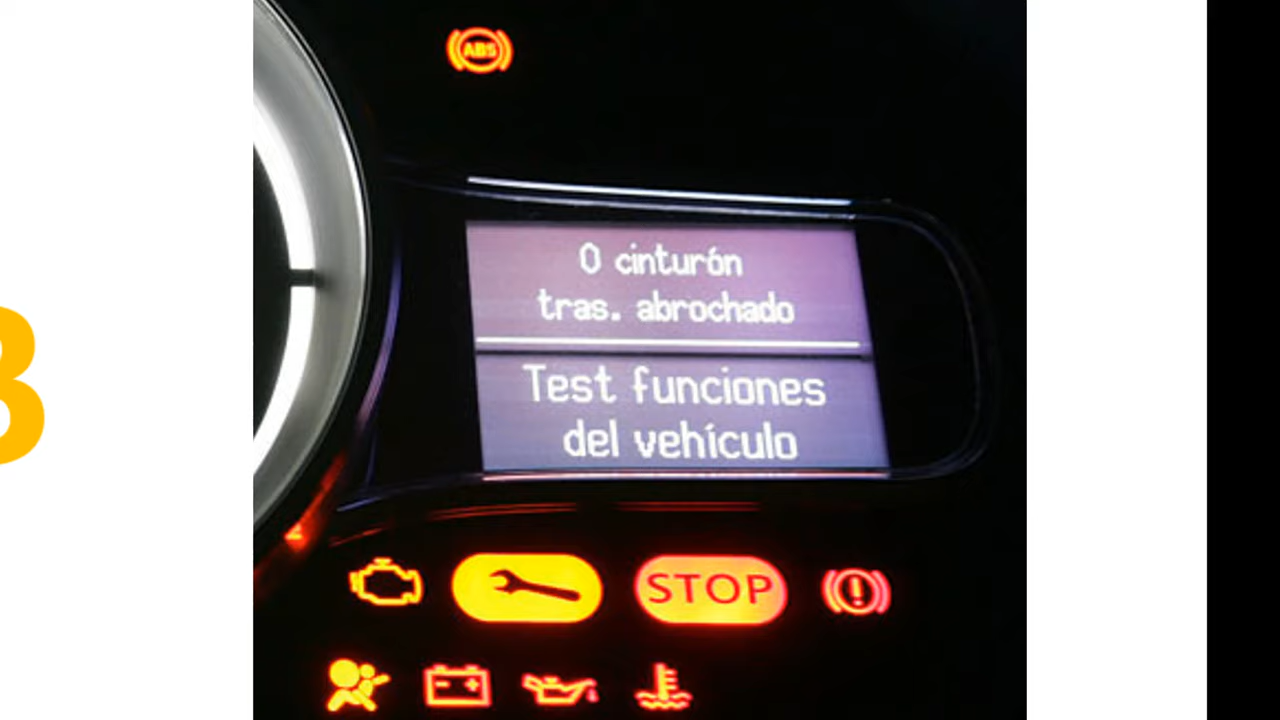 ABS
0 cinturón
tras. abrochado
Test funciones
del vehículo
STOP